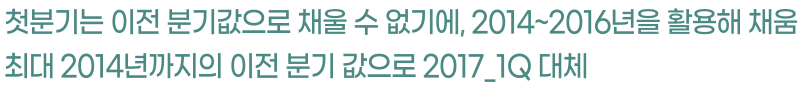 첫분기는 이전 분기값으로 채울 수 없기에, 2014~2016년을 활용해 채움
최대 2014년까지의 이전 분기 값으로 2017_1Q 대체